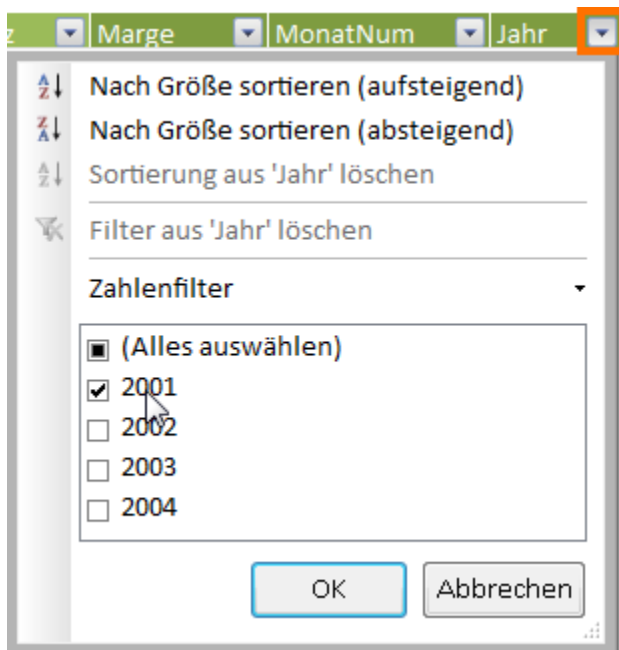 z Marge MonatNum Jahr
Nach Größe sortieren (aufsteigend)
Nach Größe sortieren (absteigend)
Sortierung aus 'Jahr' löschen
Filter aus 'Jahr' löschen
Zahlenfilter
(Alles auswählen)
2001
2002
2003
2004
OK Abbrechen